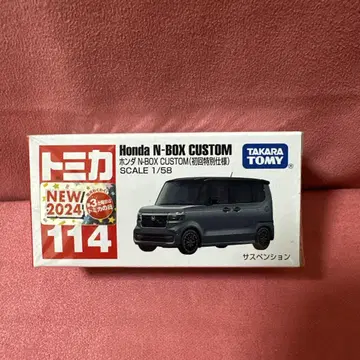 トミカ
NEW
2024
114
Honda N-BOX CUSTOM
ホンダ N-BOX CUSTOM(初回特別仕様)
SCALE 1/58
TAKARA
TOMY
サスペンション